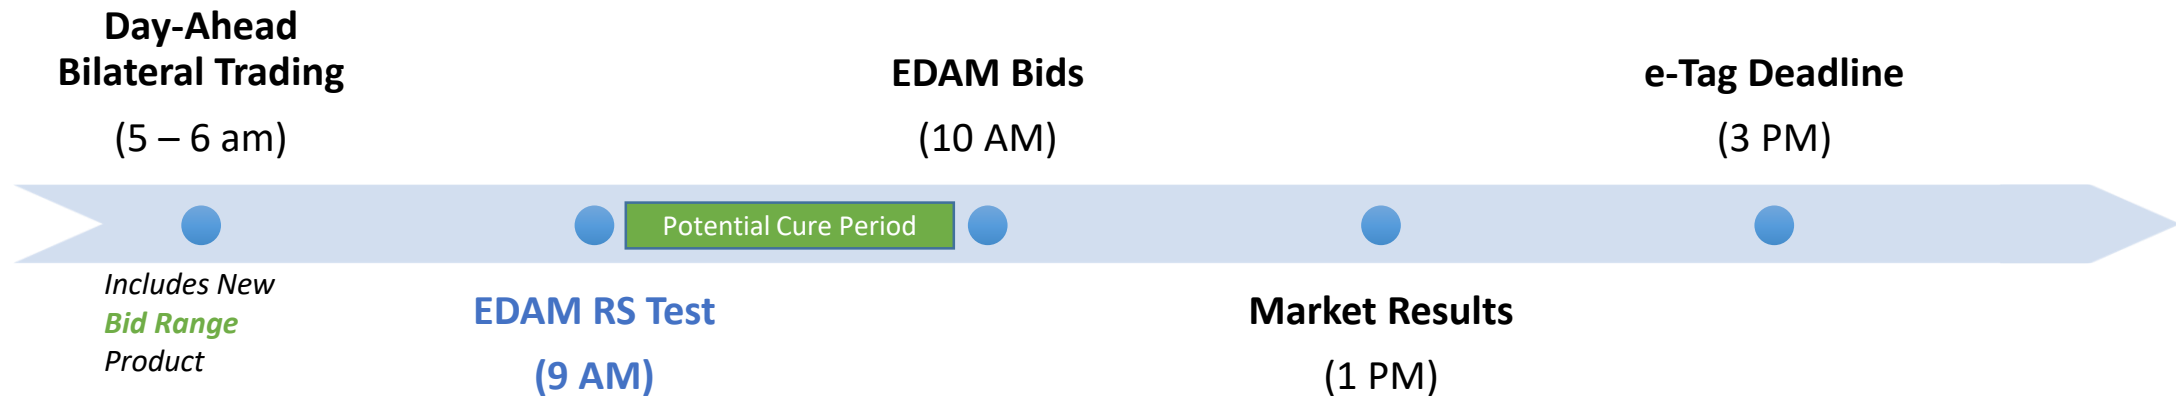 Day-Ahead
Bilateral Trading
(5 – 6 am)
EDAM Bids
(10 AM)
e-Tag Deadline
(3 PM)
Potential Cure Period
Includes New
Bid Range
Product
EDAM RS Test
(9 AM)
Market Results
(1 PM)